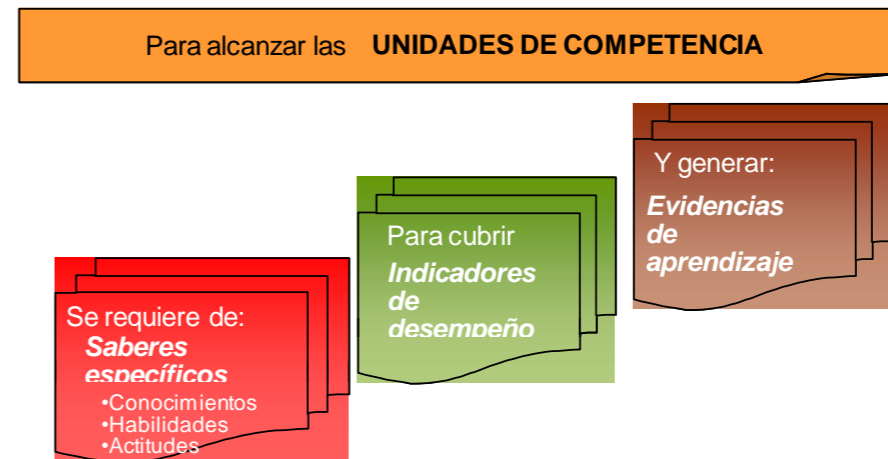 Para alcanzar las UNIDADES DE COMPETENCIA
Se requiere de:
Saberes
específicos
•Conocimientos
•Habilidades
•Actitudes
Para cubrir
Indicadores
de
desempeño
Y generar:
Evidencias
de
aprendizaje